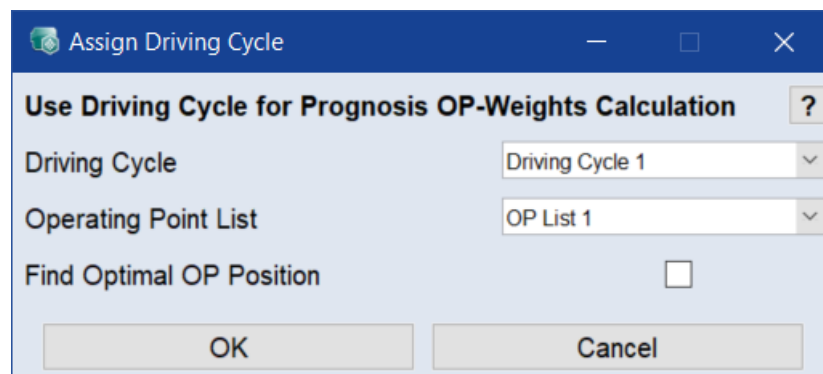 Assign Driving Cycle
Use Driving Cycle for Prognosis OP-Weights Calculation ?
Driving Cycle Driving Cycle 1
Operating Point List OP List 1
Find Optimal OP Position
OK Cancel